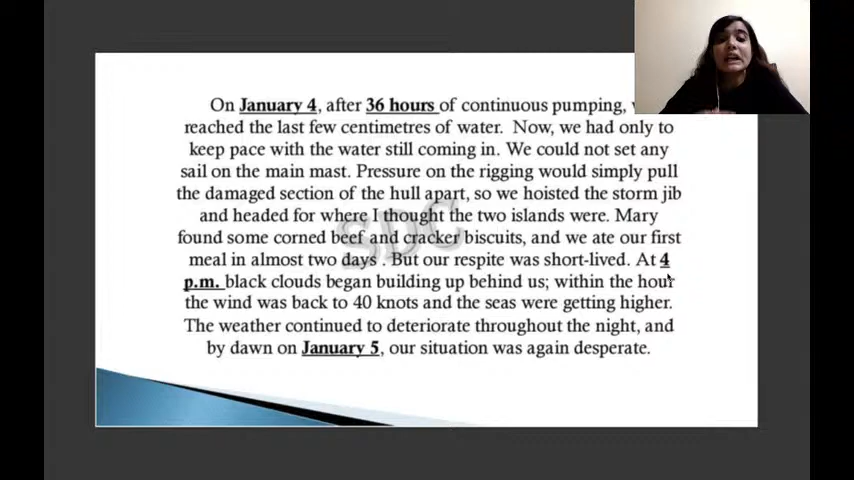 On January 4, after 36 hours of continuous pumping,
reached the last few centimetres of water. Now, we had only to
keep pace with the water still coming in. We could not set any
sail on the main mast. Pressure on the rigging would simply pull
the damaged section of the hull apart, so we hoisted the storm jib
and headed for where I thought the two islands were. Mary
found some corned beef and cracker biscuits, and we ate our first
meal in almost two days . But our respite was short-lived. At 4
p.m. black clouds began building up behind us; within the hour
the wind was back to 40 knots and the seas were getting higher.
The weather continued to deteriorate throughout the night, and
by dawn on January 5, our situation was again desperate.
SDC